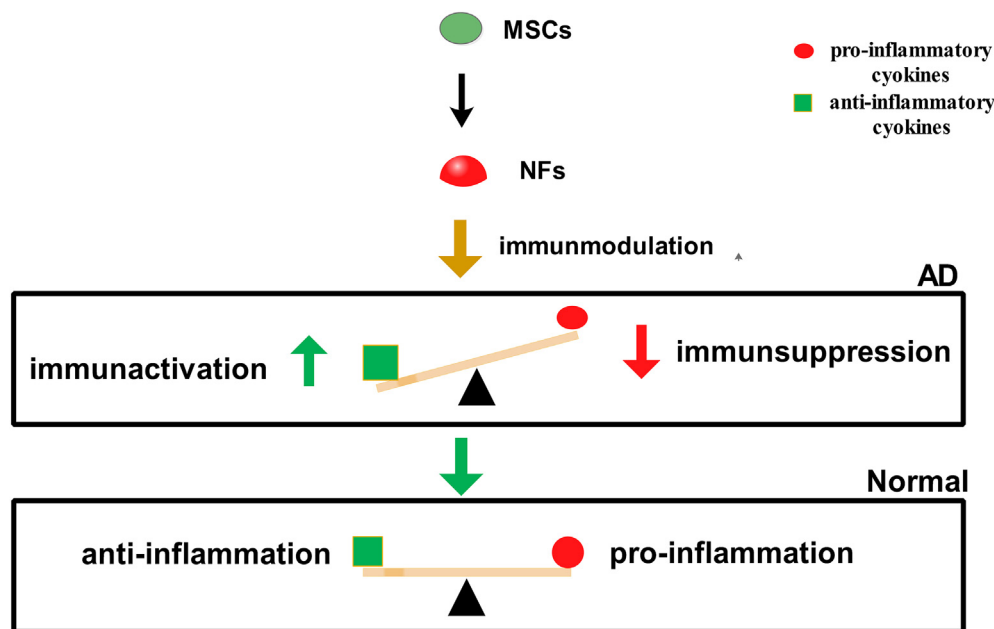 MSCs
pro-inflammatory
cyokines
anti-inflammatory
cyokines
NFs
immunmodulation
AD
immunactivation
immunsuppression
Normal
anti-inflammation
pro-inflammation